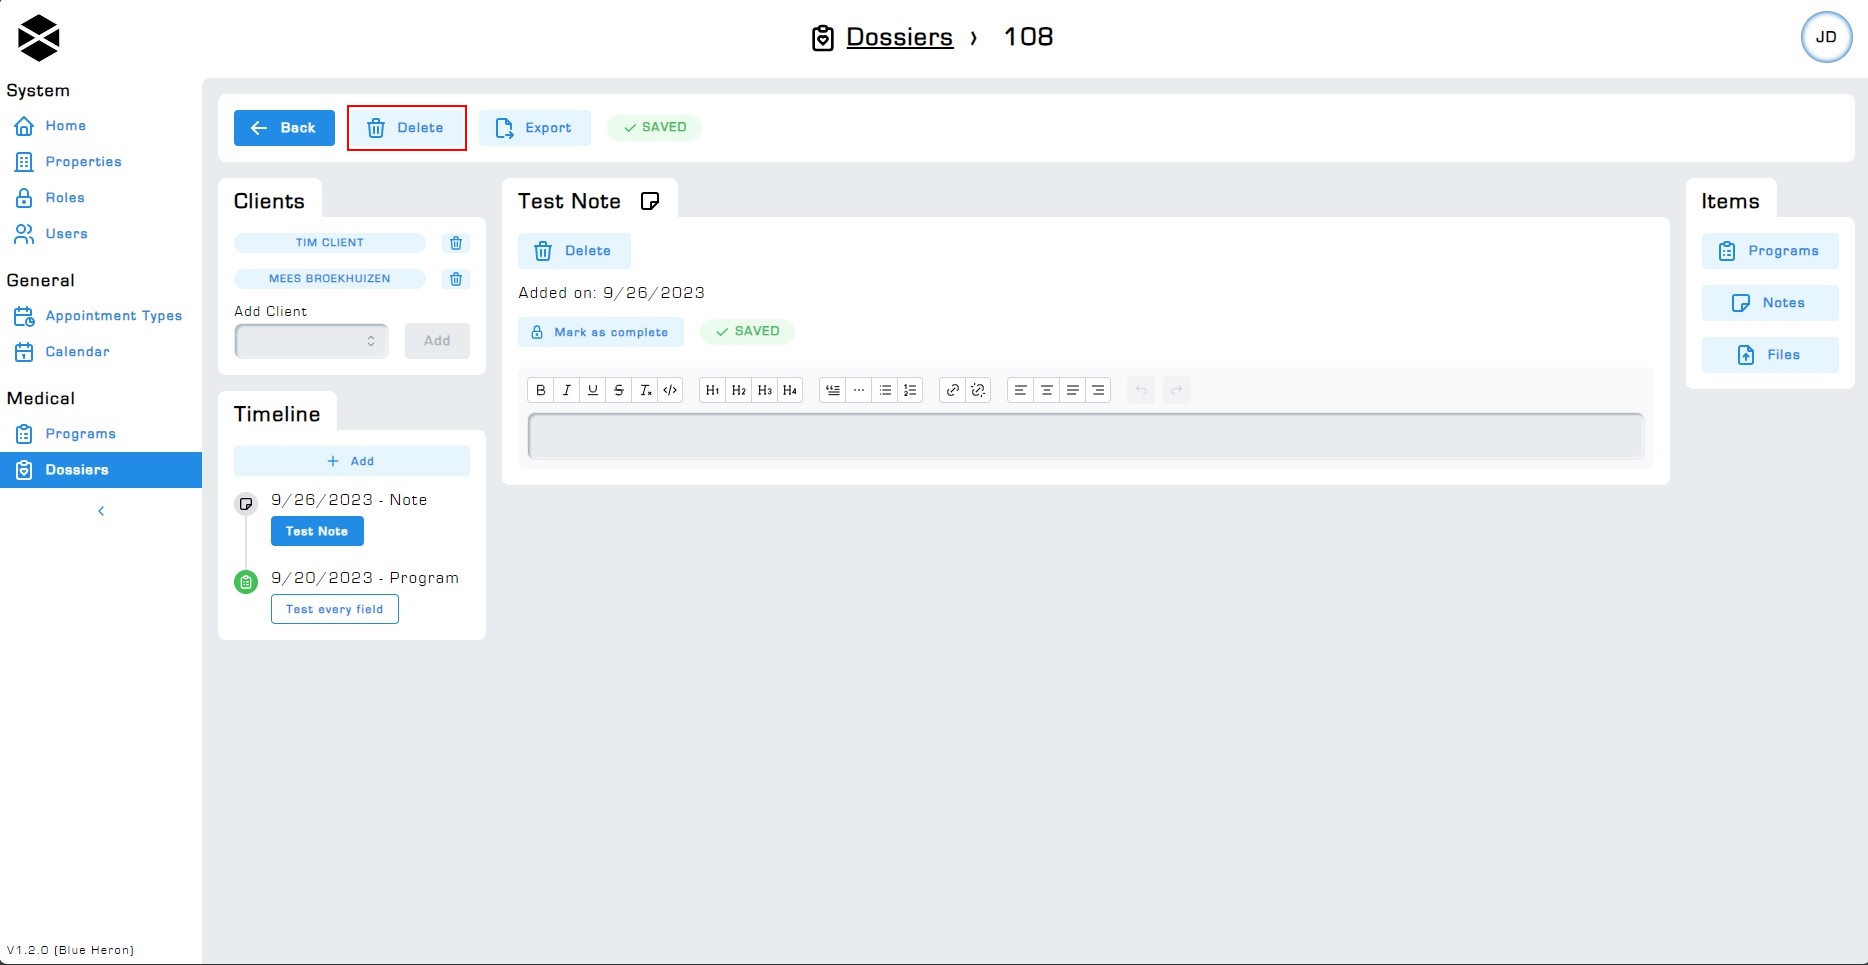 Dossiers › 108
JD
System
Home
Properties
Roles
Users
General
Appointment Types
Calendar
Medical
Programs
Dossiers
V1.2.0 (Blue Heron)
Back
Delete
Export
SAVED
Clients
TIM CLIENT
MEES BROEKHUIZEN
Add Client
Add
Timeline
+ Add
9/26/2023 - Note
Test Note
9/20/2023 - Program
Test every field
Test Note
Delete
Added on: 9/26/2023
Mark as complete
SAVED
B I U S Tx </> H1 H2 H3 H4
Items
Programs
Notes
Files